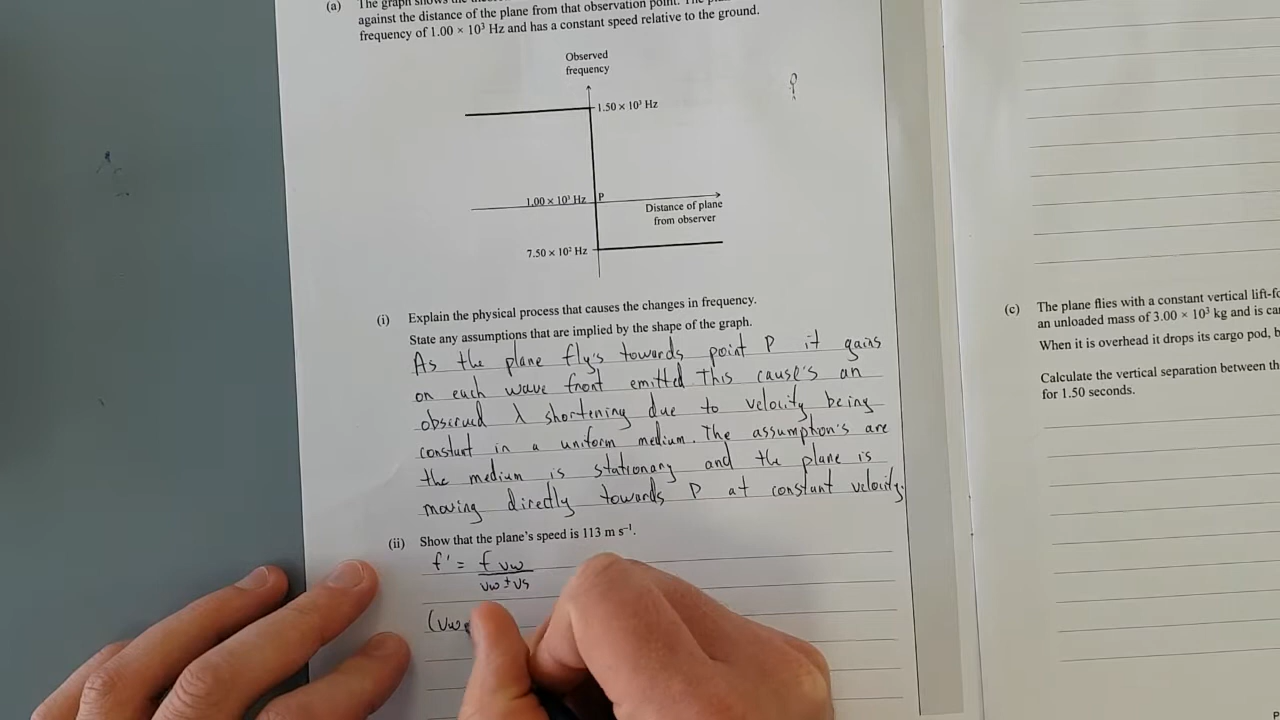 (a) The graph shows the
against the distance of the plane from that observation point. The
frequency of 1.00 × 10³ Hz and has a constant speed relative to the ground.
Observed
frequency
1.50 × 10³ Hz
1.00 × 10³ Hz
P
Distance of plane
from observer
7.50 × 10² Hz
(i) Explain the physical process that causes the changes in frequency.
State any assumptions that are implied by the shape of the graph.
As the plane fly's towards point P it gains
on each wave front emitted This cause's an
observed λ shortening due to velocity being
constant in a uniform medium. The assumption's are
the medium is stationary and the plane is
moving directly towards P at constant velocity.
(ii) Show that the plane's speed is 113 m s⁻¹.
f' = f vw
vw ± vs
(vw
(c) The plane flies with a constant vertical lift-fo
an unloaded mass of 3.00 × 10³ kg and is ca
When it is overhead it drops its cargo pod, b
Calculate the vertical separation between th
for 1.50 seconds.
P